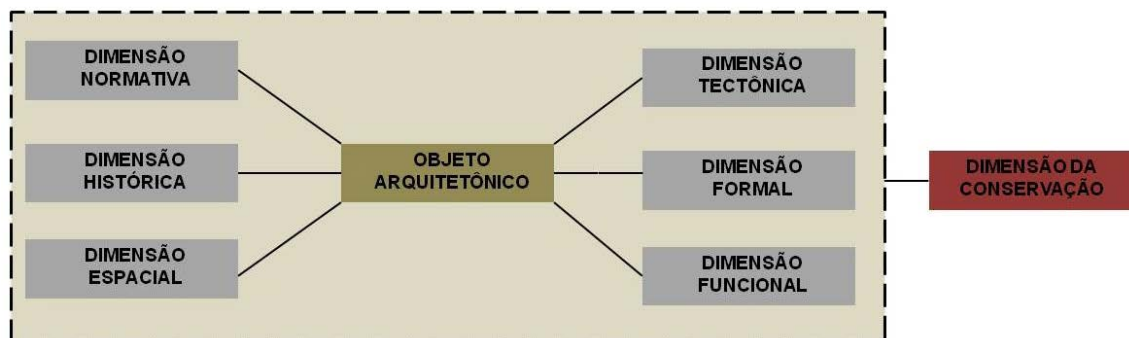 DIMENSÃO
NORMATIVA
DIMENSÃO
HISTÓRICA
DIMENSÃO
ESPACIAL
OBJETO
ARQUITETÔNICO
DIMENSÃO
TECTÔNICA
DIMENSÃO
FORMAL
DIMENSÃO
FUNCIONAL
DIMENSÃO DA
CONSERVAÇÃO